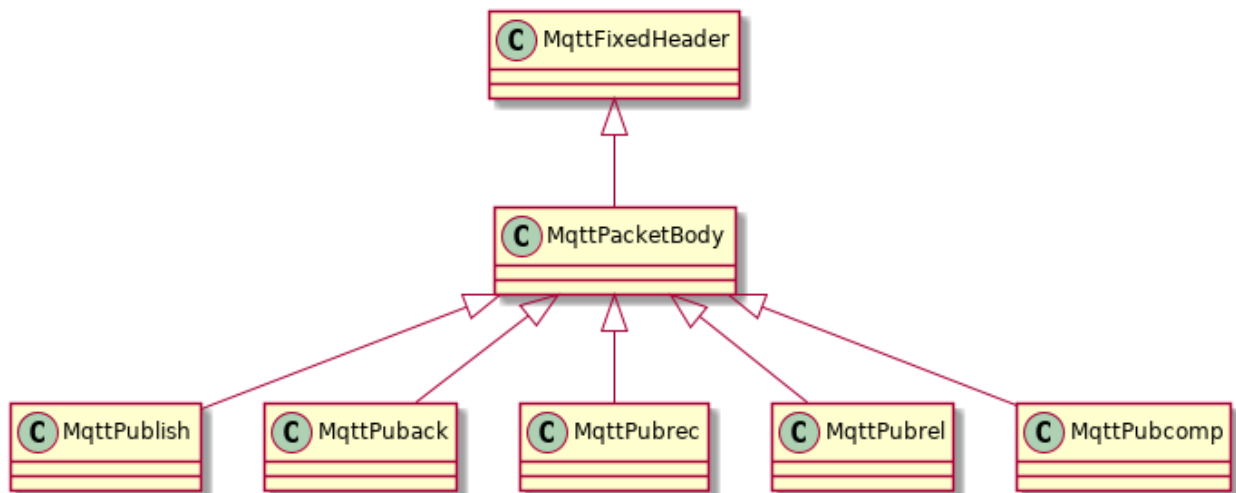 C MqttFixedHeader
C MqttPacketBody
C MqttPublish
C MqttPuback
C MqttPubrec
C MqttPubrel
C MqttPubcomp